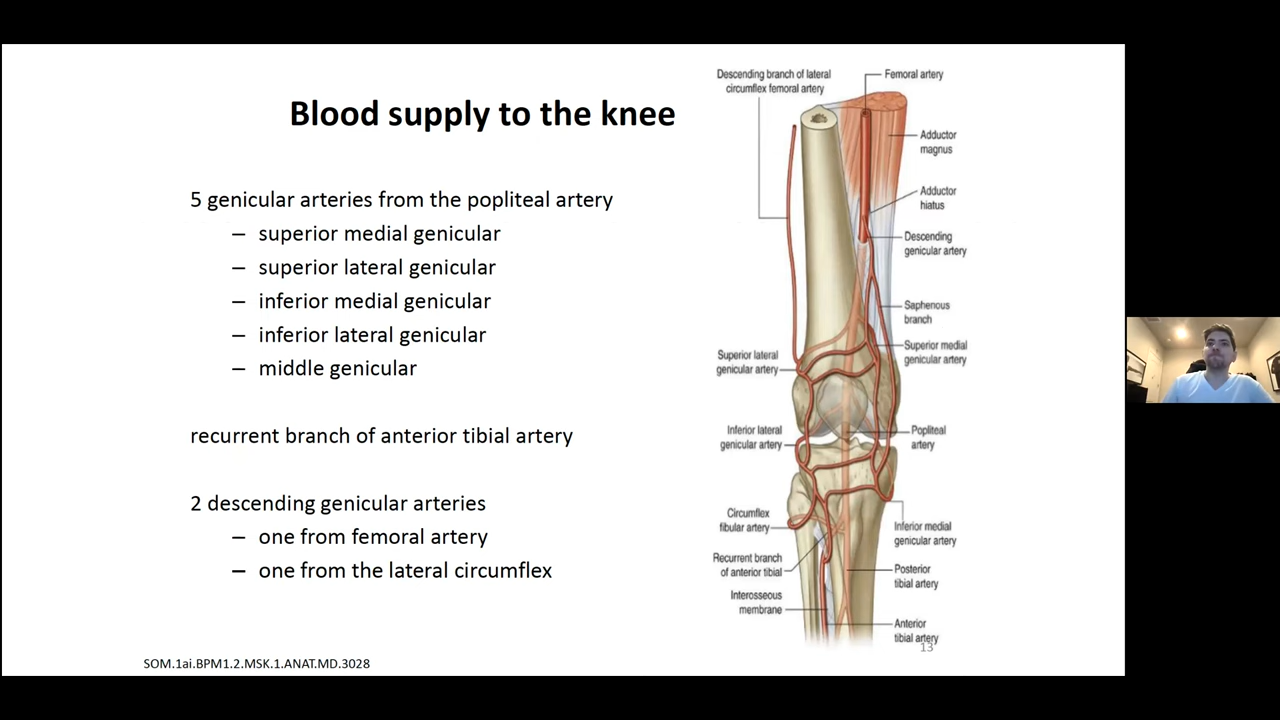 Blood supply to the knee
5 genicular arteries from the popliteal artery
– superior medial genicular
– superior lateral genicular
– inferior medial genicular
– inferior lateral genicular
– middle genicular
recurrent branch of anterior tibial artery
2 descending genicular arteries
– one from femoral artery
– one from the lateral circumflex
SOM.1ai.BPM1.2.MSK.1.ANAT.MD.3028
Descending branch of lateral
circumflex femoral artery
Femoral artery
Adductor
magnus
Adductor
hiatus
Descending
genicular artery
Saphenous
branch
Superior medial
genicular artery
Superior lateral
genicular artery
Inferior lateral
genicular artery
Popliteal
artery
Circumflex
fibular artery
Inferior medial
genicular artery
Recurrent branch
of anterior tibial
Posterior
tibial artery
Interosseous
membrane
Anterior
tibial artery
13